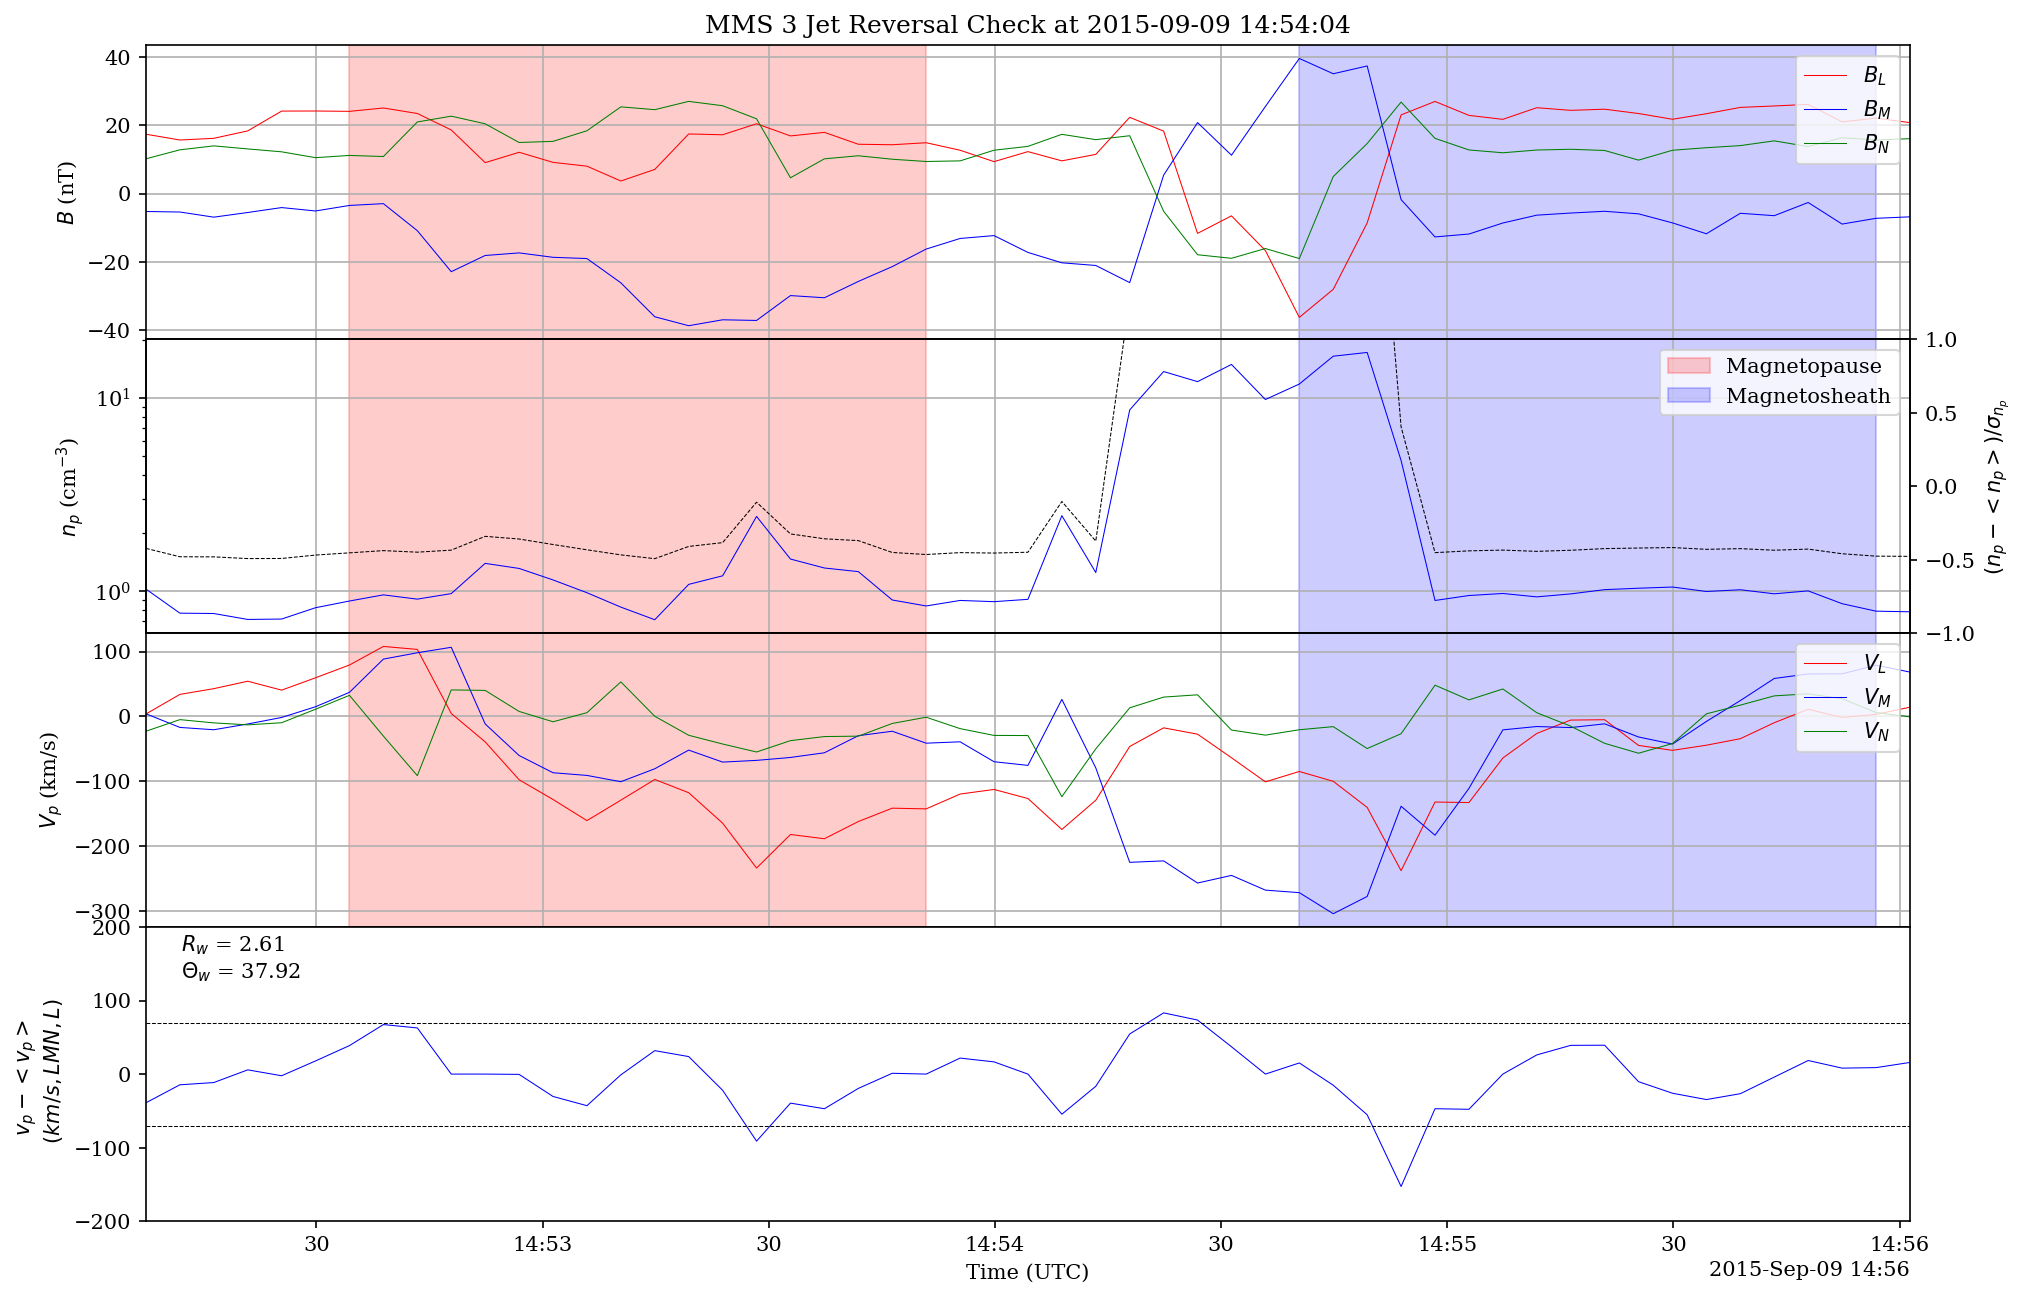 MMS 3 Jet Reversal Check at 2015-09-09 14:54:04
40
20
0
−20
−40
B (nT)
B_L
B_M
B_N
10^1
10^0
n_p (cm^{−3})
1.0
0.5
0.0
−0.5
−1.0
(n_p − < n_p >)/σ_{n_p}
Magnetopause
Magnetosheath
100
0
−100
−200
−300
V_p (km/s)
V_L
V_M
V_N
200
100
0
−100
−200
v_p − < v_p >
(km/s, LMN, L)
R_w = 2.61
Θ_w = 37.92
30 14:53 30 14:54 30 14:55 30 14:56
Time (UTC)
2015-Sep-09 14:56